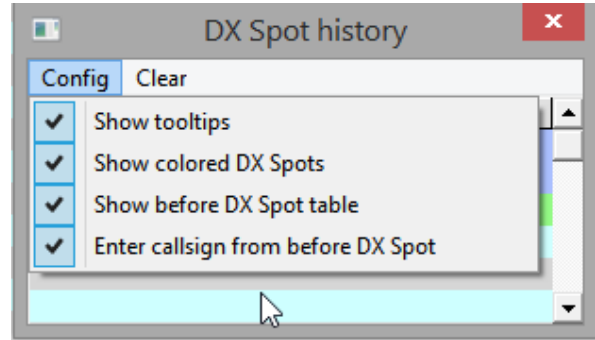 DX Spot history
Config Clear
Show tooltips
Show colored DX Spots
Show before DX Spot table
Enter callsign from before DX Spot